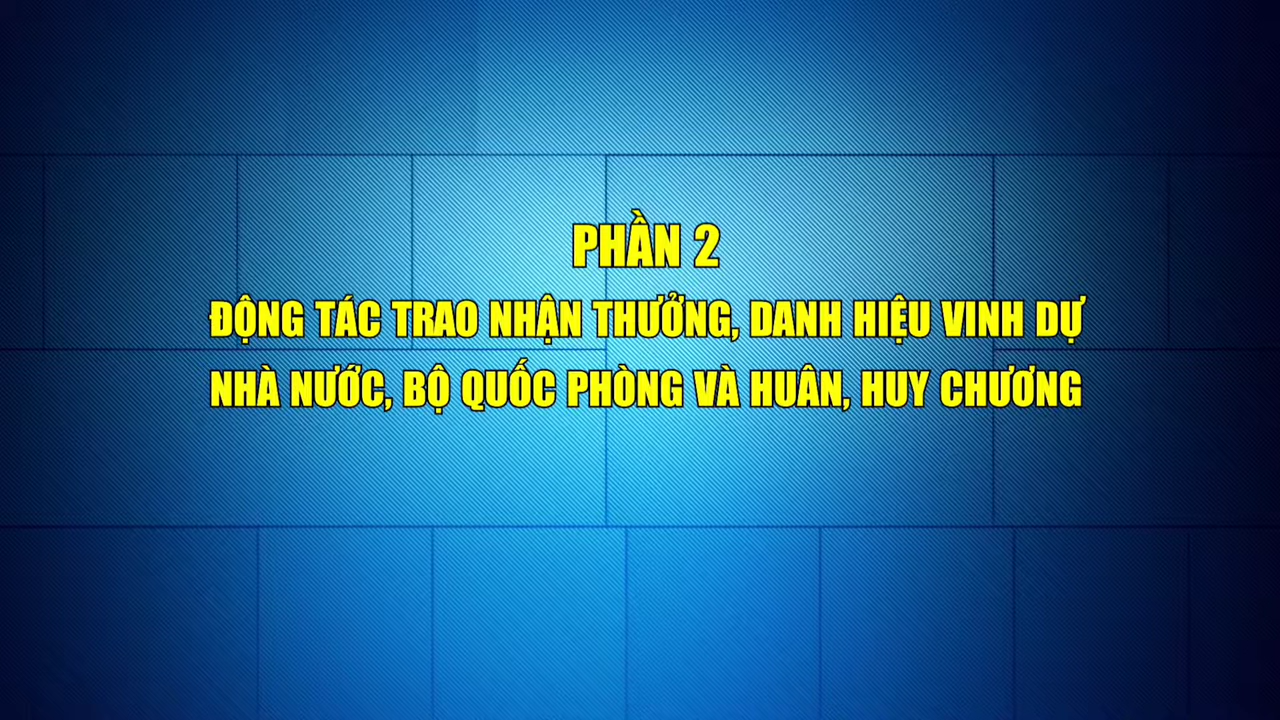 PHẦN 2
ĐỘNG TÁC TRAO NHẬN THƯỞNG, DANH HIỆU VINH DỰ
NHÀ NƯỚC, BỘ QUỐC PHÒNG VÀ HUÂN, HUY CHƯƠNG